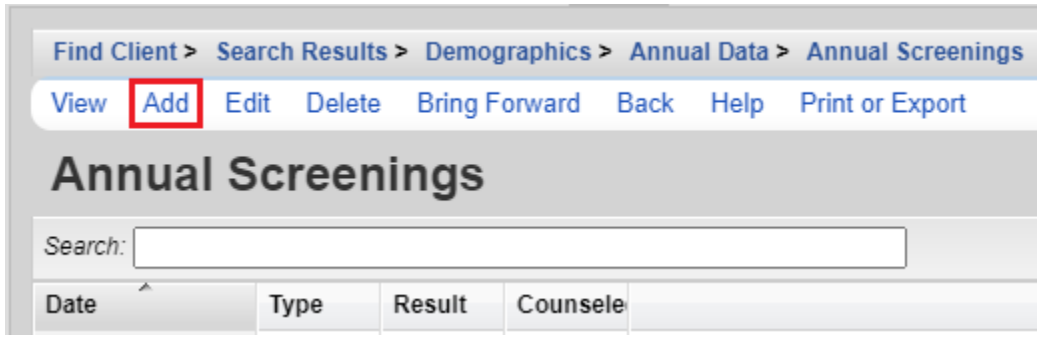 Find Client > Search Results > Demographics > Annual Data > Annual Screenings
View Add Edit Delete Bring Forward Back Help Print or Export
Annual Screenings
Search:
Date Type Result Counsele